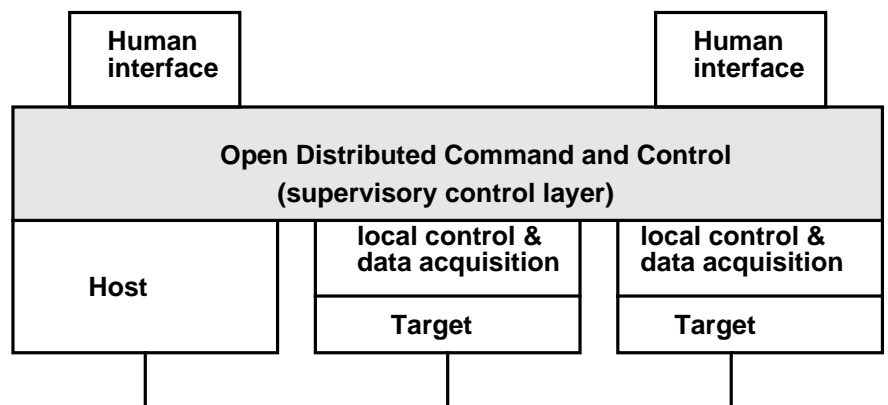 Human
interface
Human
interface
Open Distributed Command and Control
(supervisory control layer)
Host
local control &
data acquisition
Target
local control &
data acquisition
Target